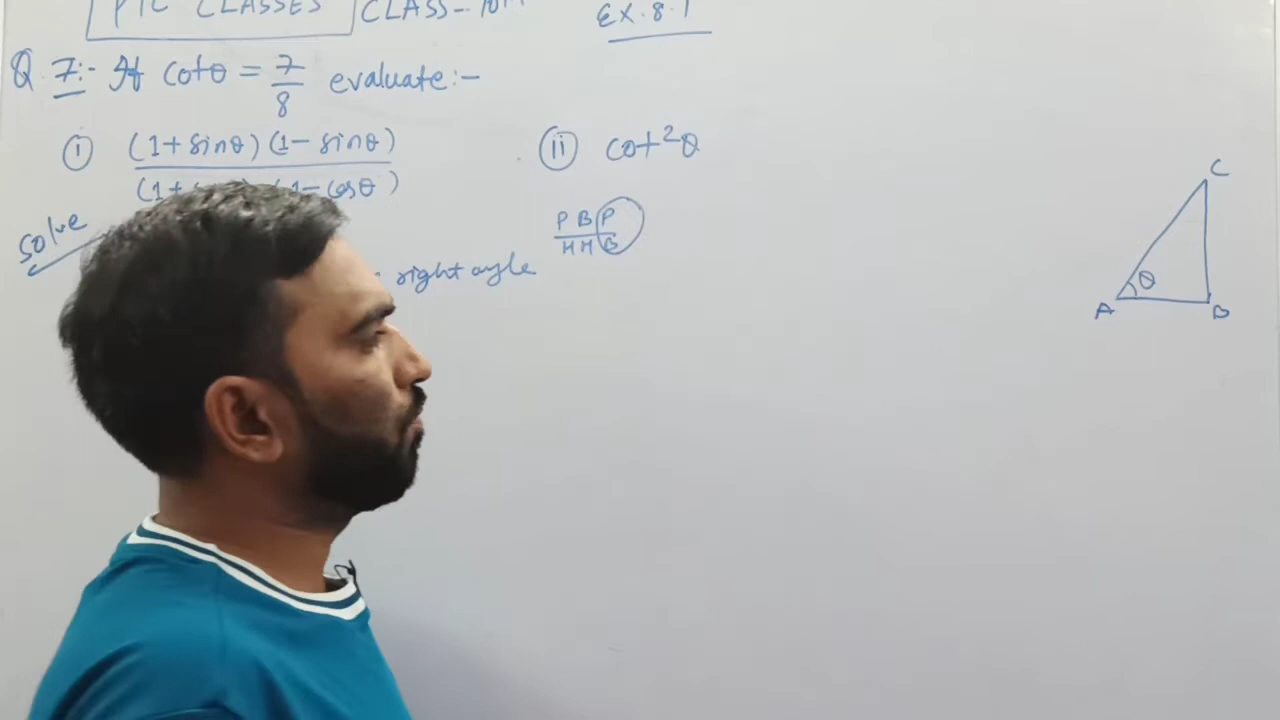 PTC CLASSES CLASS-10th EX.8.1
Q.7:- If cotθ = 7/8 evaluate:-
(i) (1+sinθ)(1-sinθ) (ii) cot²θ
(1+ 1-cosθ)
Solve
P B P
H H B
right angle
C
θ
A B